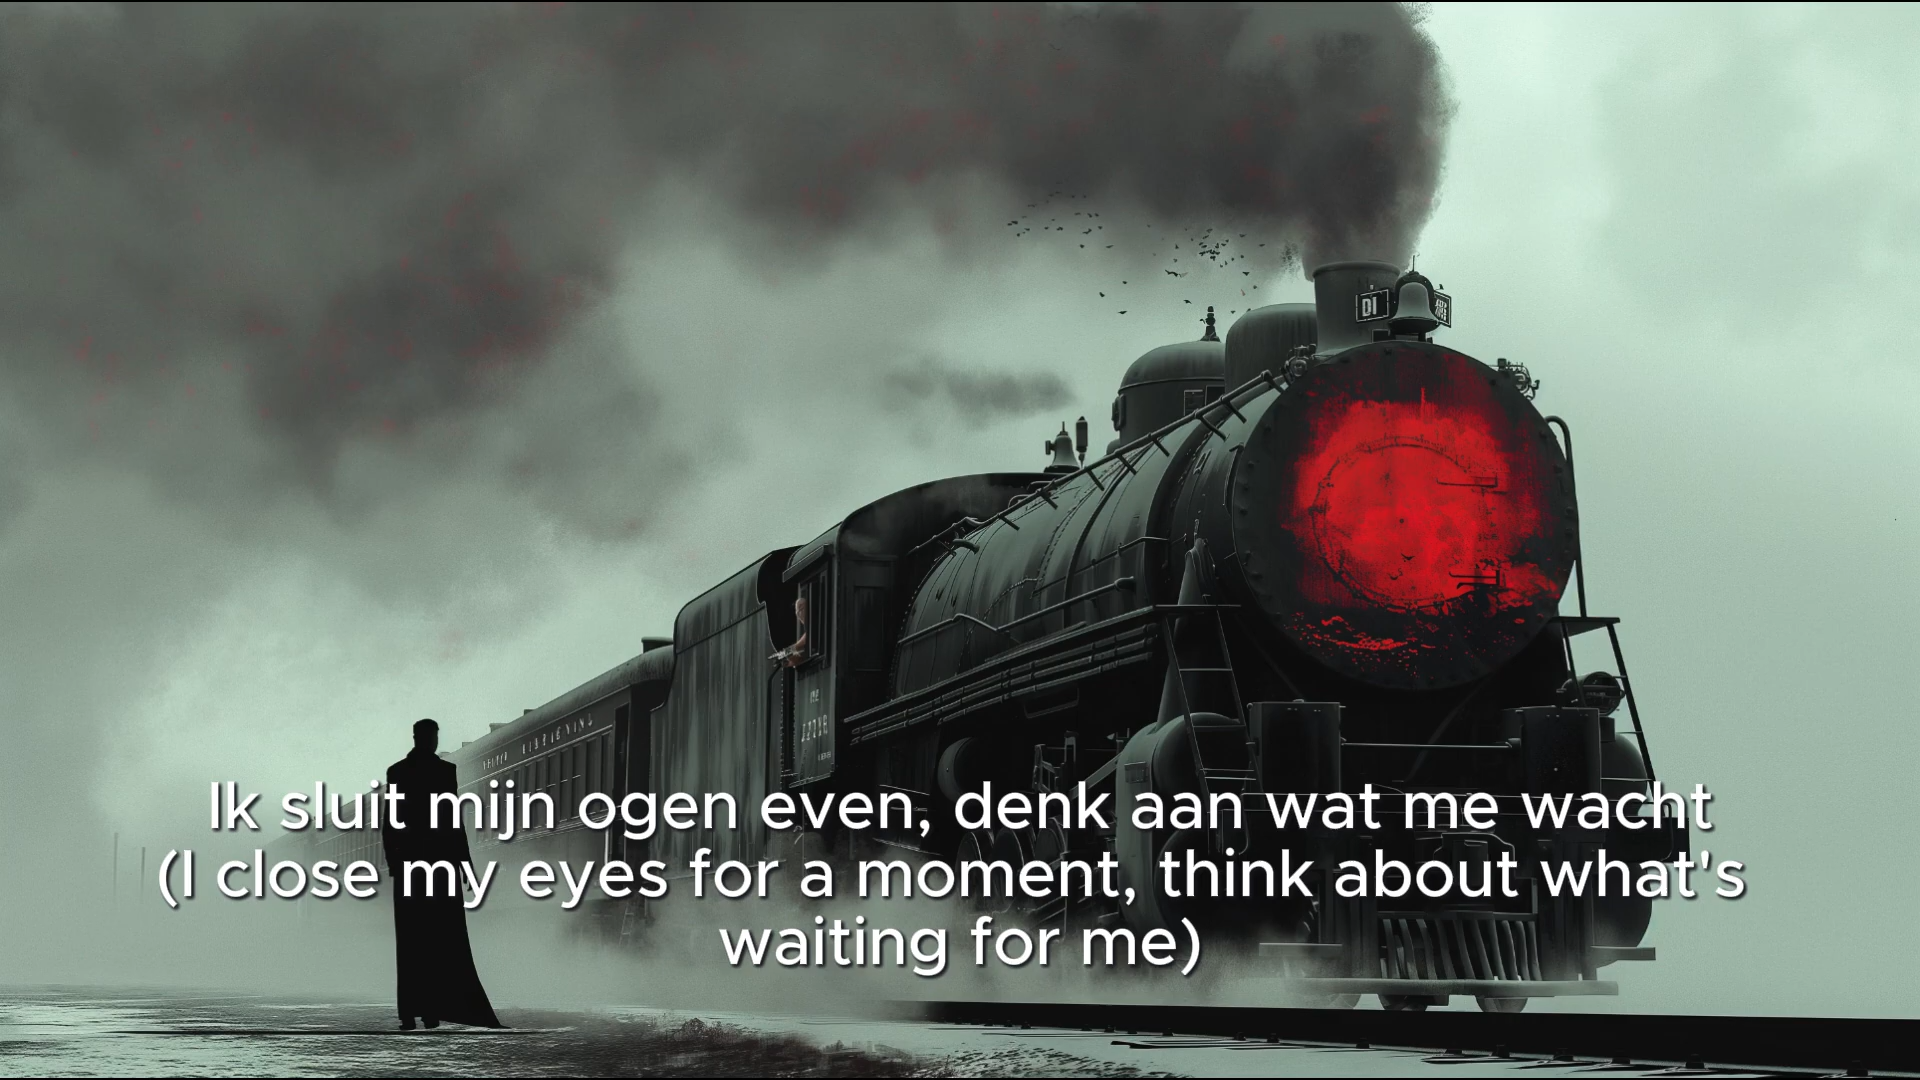 DI
Ik sluit mijn ogen even, denk aan wat me wacht
(I close my eyes for a moment, think about what's
waiting for me)